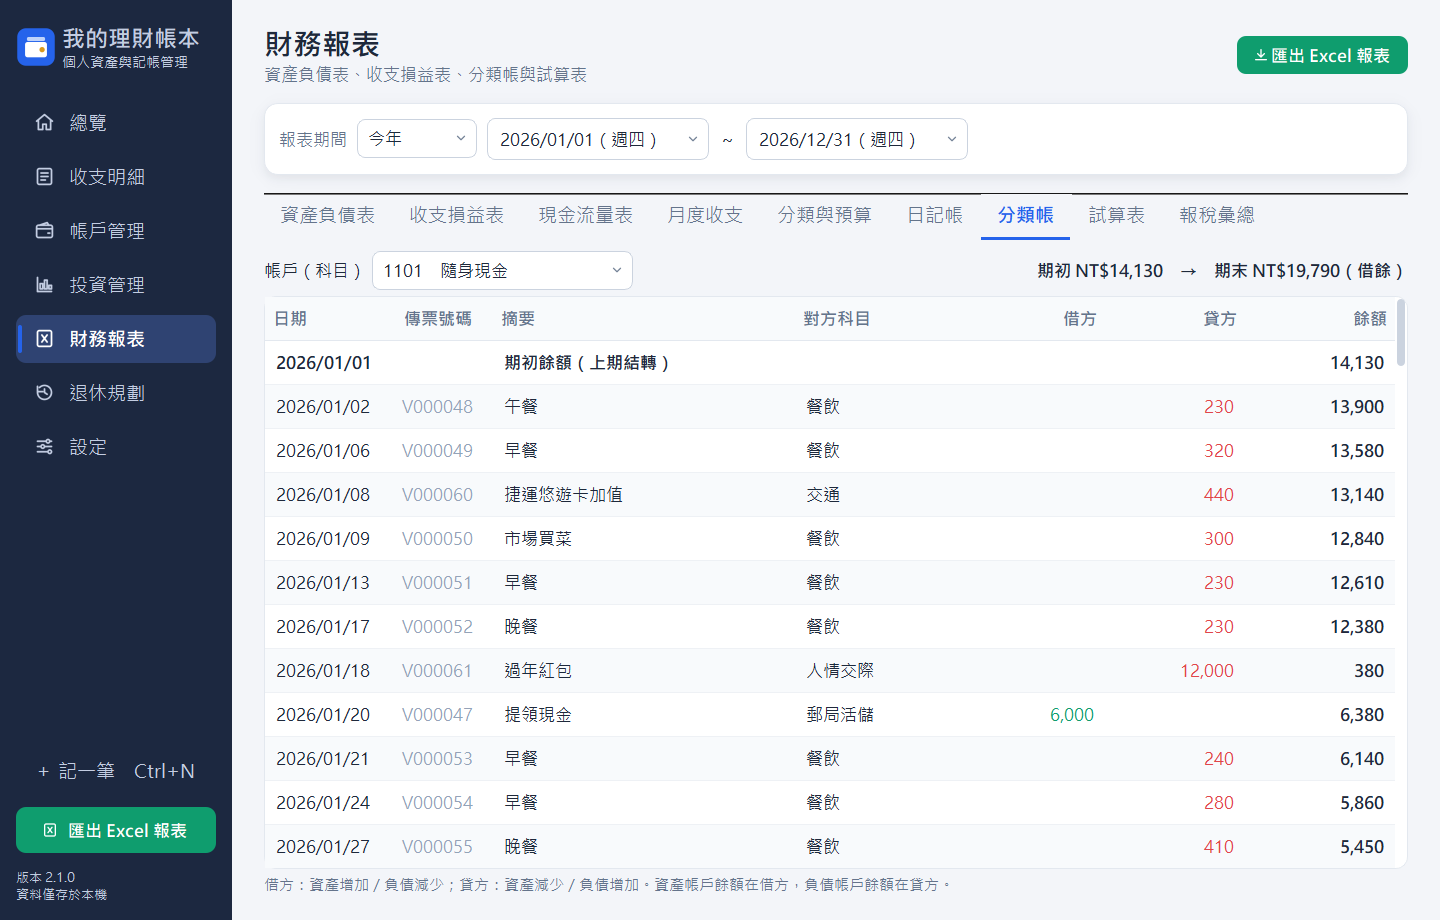 我的理財帳本
個人資產與記帳管理
總覽
收支明細
帳戶管理
投資管理
財務報表
退休規劃
設定
+ 記一筆 Ctrl+N
匯出 Excel 報表
版本 2.1.0
資料僅存於本機
財務報表
資產負債表、收支損益表、分類帳與試算表
匯出 Excel 報表
報表期間 今年 2026/01/01 ( 週四 ) ~ 2026/12/31 ( 週四 )
資產負債表 收支損益表 現金流量表 月度收支 分類與預算 日記帳 分類帳 試算表 報稅彙總
帳戶 ( 科目 ) 1101 隨身現金 期初 NT$14,130 → 期末 NT$19,790 ( 借餘 )
日期 傳票號碼 摘要 對方科目 借方 貸方 餘額
2026/01/01 期初餘額 ( 上期結轉 ) 14,130
2026/01/02 V000048 午餐 餐飲 230 13,900
2026/01/06 V000049 早餐 餐飲 320 13,580
2026/01/08 V000060 捷運悠遊卡加值 交通 440 13,140
2026/01/09 V000050 市場買菜 餐飲 300 12,840
2026/01/13 V000051 早餐 餐飲 230 12,610
2026/01/17 V000052 晚餐 餐飲 230 12,380
2026/01/18 V000061 過年紅包 人情交際 12,000 380
2026/01/20 V000047 提領現金 郵局活儲 6,000 6,380
2026/01/21 V000053 早餐 餐飲 240 6,140
2026/01/24 V000054 早餐 餐飲 280 5,860
2026/01/27 V000055 晚餐 餐飲 410 5,450
借方：資產增加 / 負債減少；貸方：資產減少 / 負債增加。資產帳戶餘額在借方，負債帳戶餘額在貸方。